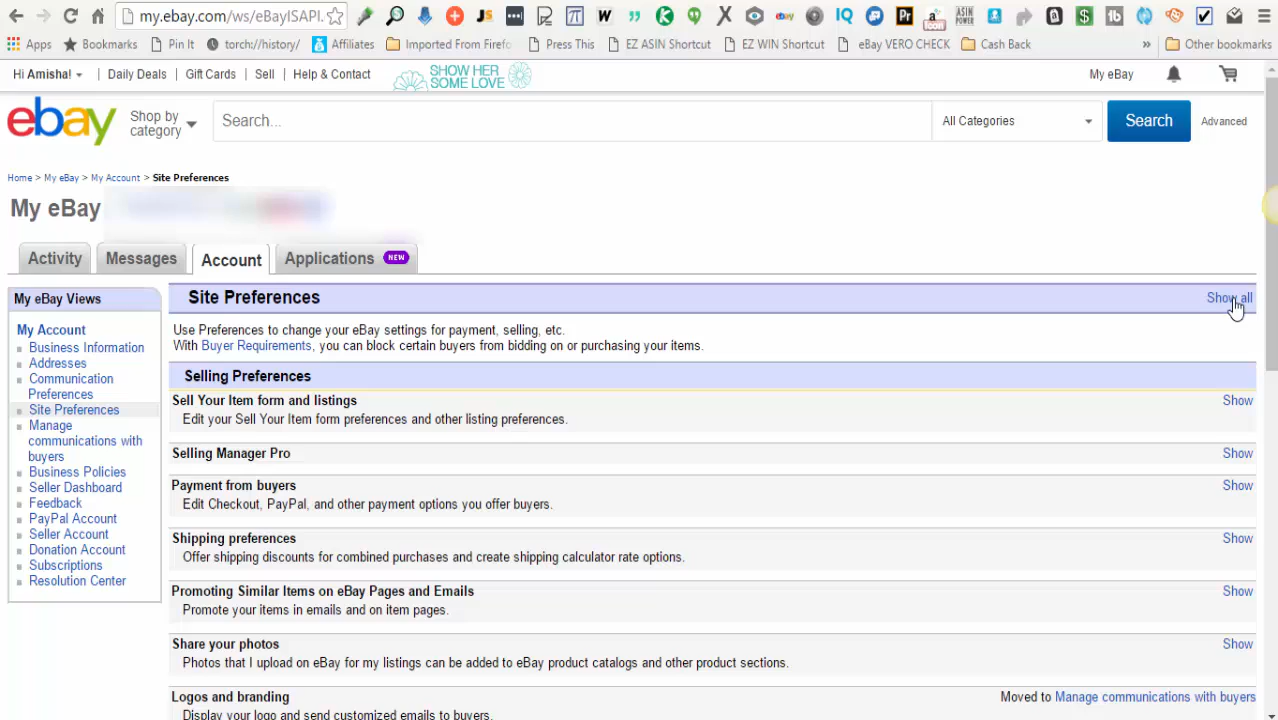 my.ebay.com/ws/eBayISAPI.
Apps Bookmarks Pin It torch://history/ Affiliates Imported From Firef Press This EZ ASIN Shortcut EZ WIN Shortcut eBay VERO CHECK Cash Back » Other bookmarks
Hi Amisha! Daily Deals Gift Cards Sell Help & Contact SHOW HER SOME LOVE My eBay
ebay Shop by category Search... All Categories Search Advanced
Home > My eBay > My Account > Site Preferences
My eBay
Activity Messages Account Applications NEW
My eBay Views
My Account
Business Information
Addresses
Communication
Preferences
Site Preferences
Manage
communications with
buyers
Business Policies
Seller Dashboard
Feedback
PayPal Account
Seller Account
Donation Account
Subscriptions
Resolution Center
Site Preferences Show all
Use Preferences to change your eBay settings for payment, selling, etc.
With Buyer Requirements, you can block certain buyers from bidding on or purchasing your items.
Selling Preferences
Sell Your Item form and listings Show
Edit your Sell Your Item form preferences and other listing preferences.
Selling Manager Pro Show
Payment from buyers Show
Edit Checkout, PayPal, and other payment options you offer buyers.
Shipping preferences Show
Offer shipping discounts for combined purchases and create shipping calculator rate options.
Promoting Similar Items on eBay Pages and Emails Show
Promote your items in emails and on item pages.
Share your photos Show
Photos that I upload on eBay for my listings can be added to eBay product catalogs and other product sections.
Logos and branding Moved to Manage communications with buyers
Display your logo and send customized emails to buyers.